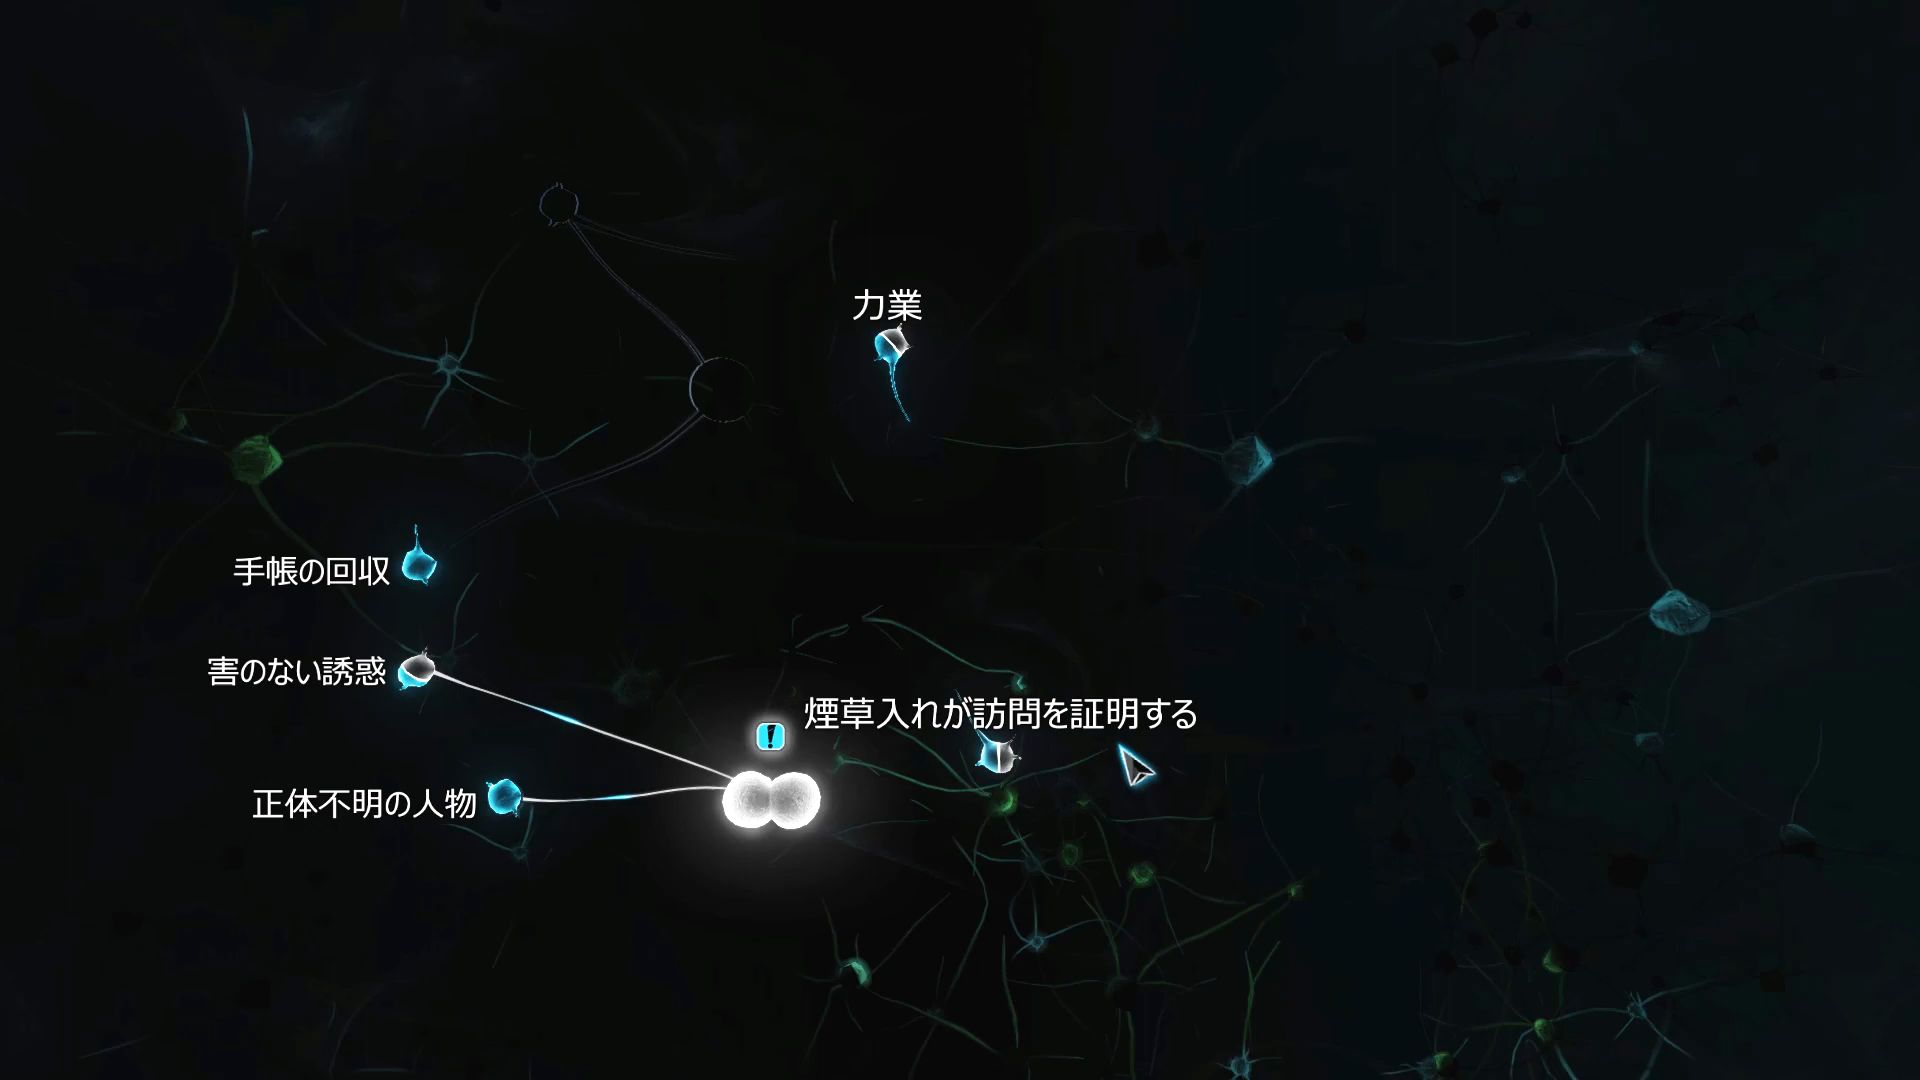 力業
手帳の回収
害のない誘惑
煙草入れが訪問を証明する
正体不明の人物